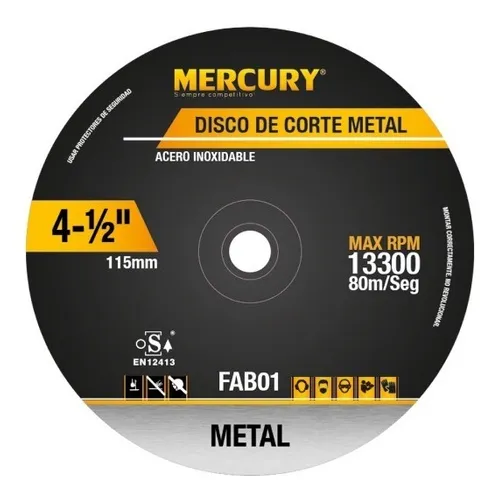 MERCURY®
Siempre competitivo
DISCO DE CORTE METAL
ACERO INOXIDABLE
USAR PROTECTORES DE SEGURIDAD
4-½"
115mm
MAX RPM
13300
80m/Seg
MONTAR CORRECTAMENTE, NO REVOLUCIONAR.
S
EN12413
FAB01
METAL